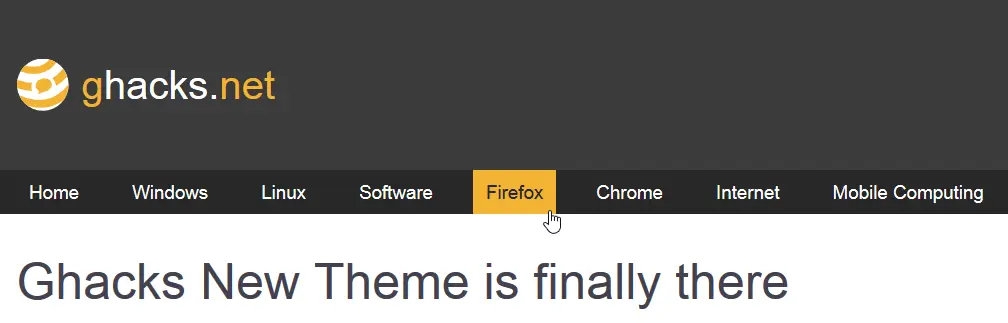 ghacks.net
Home Windows Linux Software Firefox Chrome Internet Mobile Computing
Ghacks New Theme is finally there